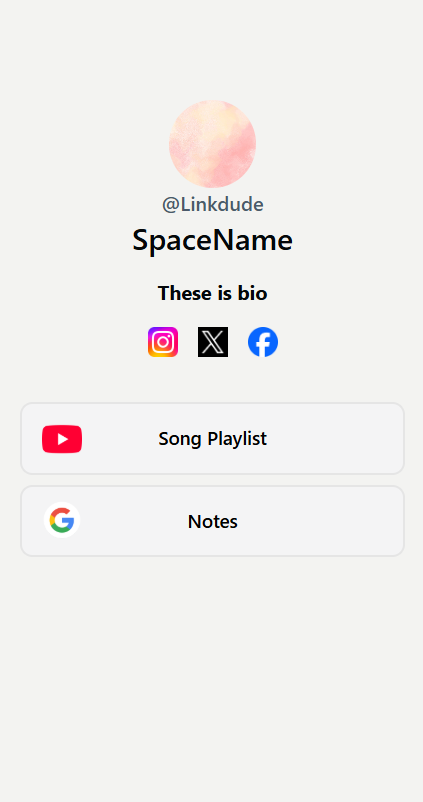 @Linkdude
SpaceName
These is bio
Song Playlist
Notes